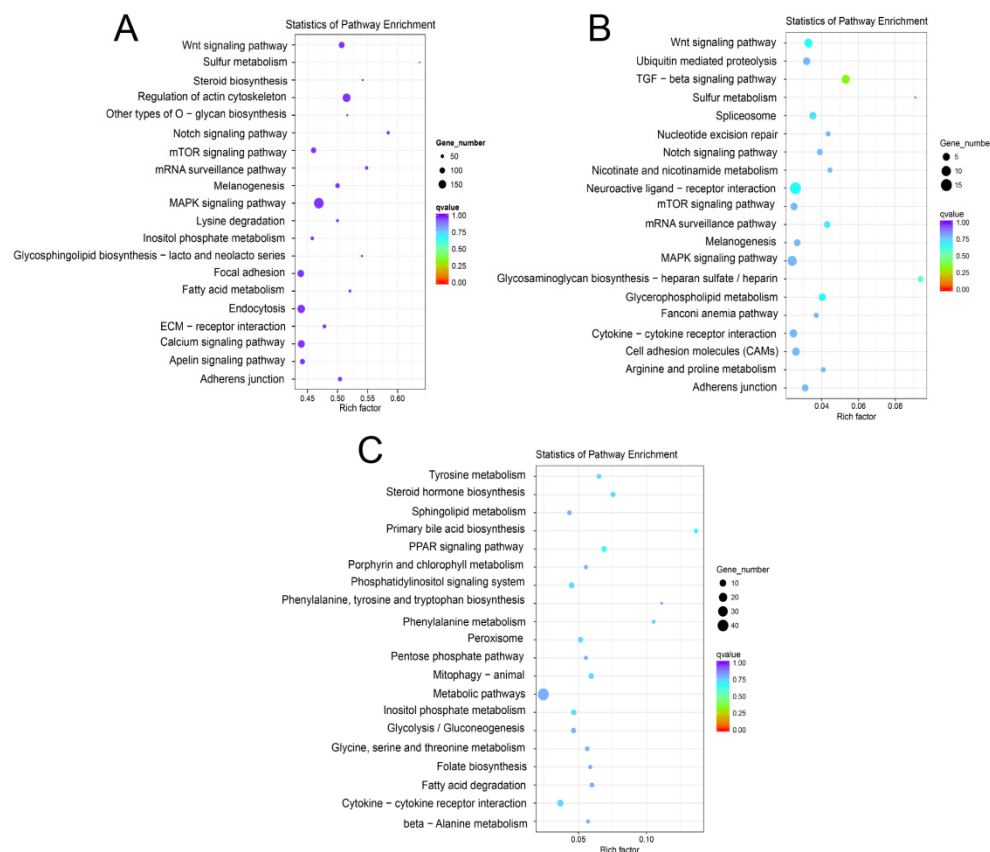 A
Statistics of Pathway Enrichment
Wnt signaling pathway
Sulfur metabolism
Steroid biosynthesis
Regulation of actin cytoskeleton
Other types of O − glycan biosynthesis
Notch signaling pathway
mTOR signaling pathway
mRNA surveillance pathway
Melanogenesis
MAPK signaling pathway
Lysine degradation
Inositol phosphate metabolism
Glycosphingolipid biosynthesis − lacto and neolacto series
Focal adhesion
Fatty acid metabolism
Endocytosis
ECM − receptor interaction
Calcium signaling pathway
Apelin signaling pathway
Adherens junction
0.45 0.50 0.55 0.60
Rich factor
Gene_number
50
100
150
qvalue
1.00
0.75
0.50
0.25
0.00
B
Statistics of Pathway Enrichment
Wnt signaling pathway
Ubiquitin mediated proteolysis
TGF − beta signaling pathway
Sulfur metabolism
Spliceosome
Nucleotide excision repair
Notch signaling pathway
Nicotinate and nicotinamide metabolism
Neuroactive ligand − receptor interaction
mTOR signaling pathway
mRNA surveillance pathway
Melanogenesis
MAPK signaling pathway
Glycosaminoglycan biosynthesis − heparan sulfate / heparin
Glycerophospholipid metabolism
Fanconi anemia pathway
Cytokine − cytokine receptor interaction
Cell adhesion molecules (CAMs)
Arginine and proline metabolism
Adherens junction
0.04 0.06 0.08
Rich factor
Gene_numbe
5
10
15
qvalue
1.00
0.75
0.50
0.25
0.00
C
Statistics of Pathway Enrichment
Tyrosine metabolism
Steroid hormone biosynthesis
Sphingolipid metabolism
Primary bile acid biosynthesis
PPAR signaling pathway
Porphyrin and chlorophyll metabolism
Phosphatidylinositol signaling system
Phenylalanine, tyrosine and tryptophan biosynthesis
Phenylalanine metabolism
Peroxisome
Pentose phosphate pathway
Mitophagy − animal
Metabolic pathways
Inositol phosphate metabolism
Glycolysis / Gluconeogenesis
Glycine, serine and threonine metabolism
Folate biosynthesis
Fatty acid degradation
Cytokine − cytokine receptor interaction
beta − Alanine metabolism
0.05 0.10
Rich factor
Gene_number
10
20
30
40
qvalue
1.00
0.75
0.50
0.25
0.00